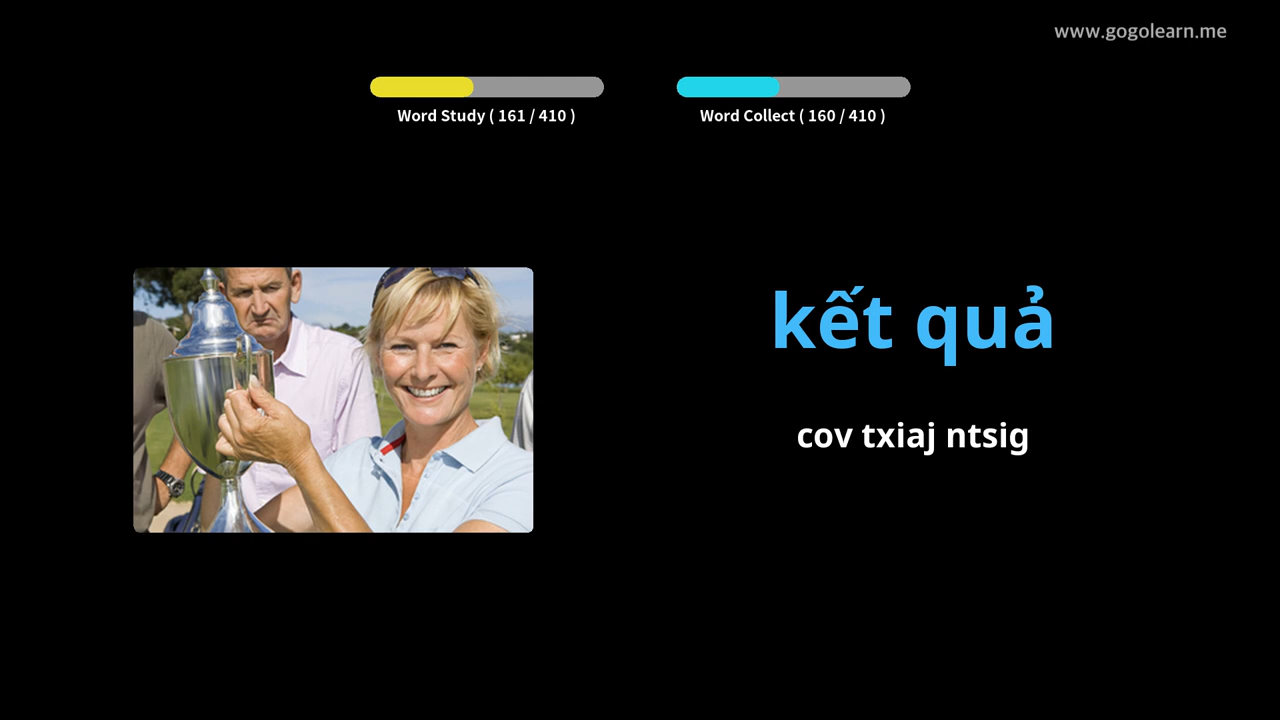 www.gogolearn.me
Word Study ( 161 / 410 )
Word Collect ( 160 / 410 )
kết quả
cov txiaj ntsig